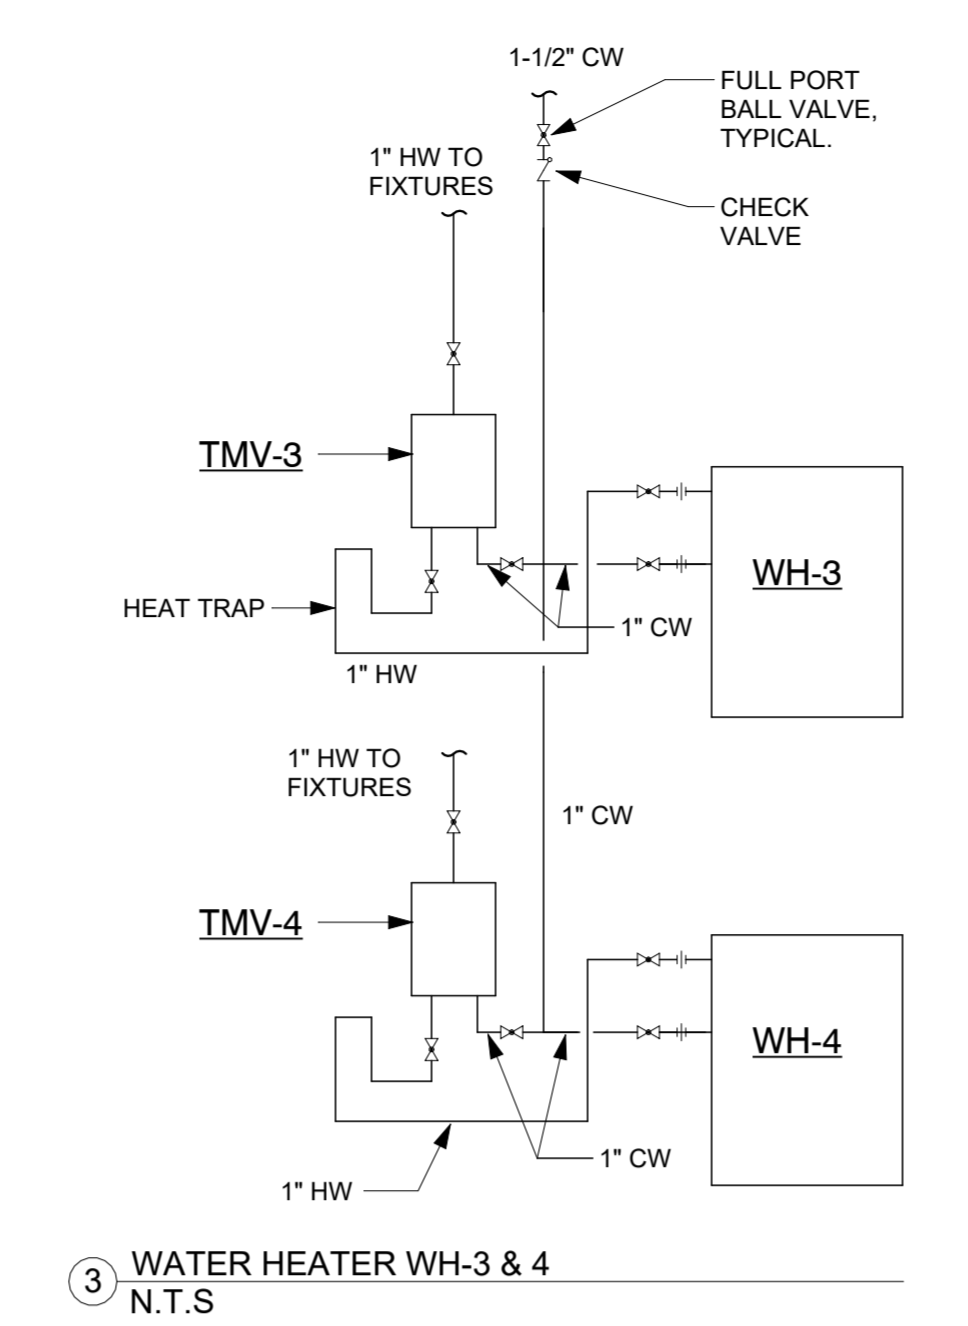 1-1/2" CW
FULL PORT
BALL VALVE,
TYPICAL.
1" HW TO
FIXTURES
CHECK
VALVE
TMV-3
WH-3
HEAT TRAP
1" CW
1" HW
1" HW TO
FIXTURES
1" CW
TMV-4
WH-4
1" CW
1" HW
3
WATER HEATER WH-3 & 4
N.T.S